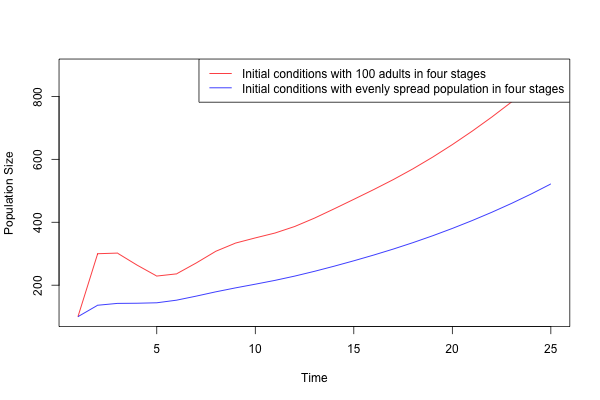 Initial conditions with 100 adults in four stages
Initial conditions with evenly spread population in four stages
Population Size
800
600
400
200
5
10
15
20
25
Time